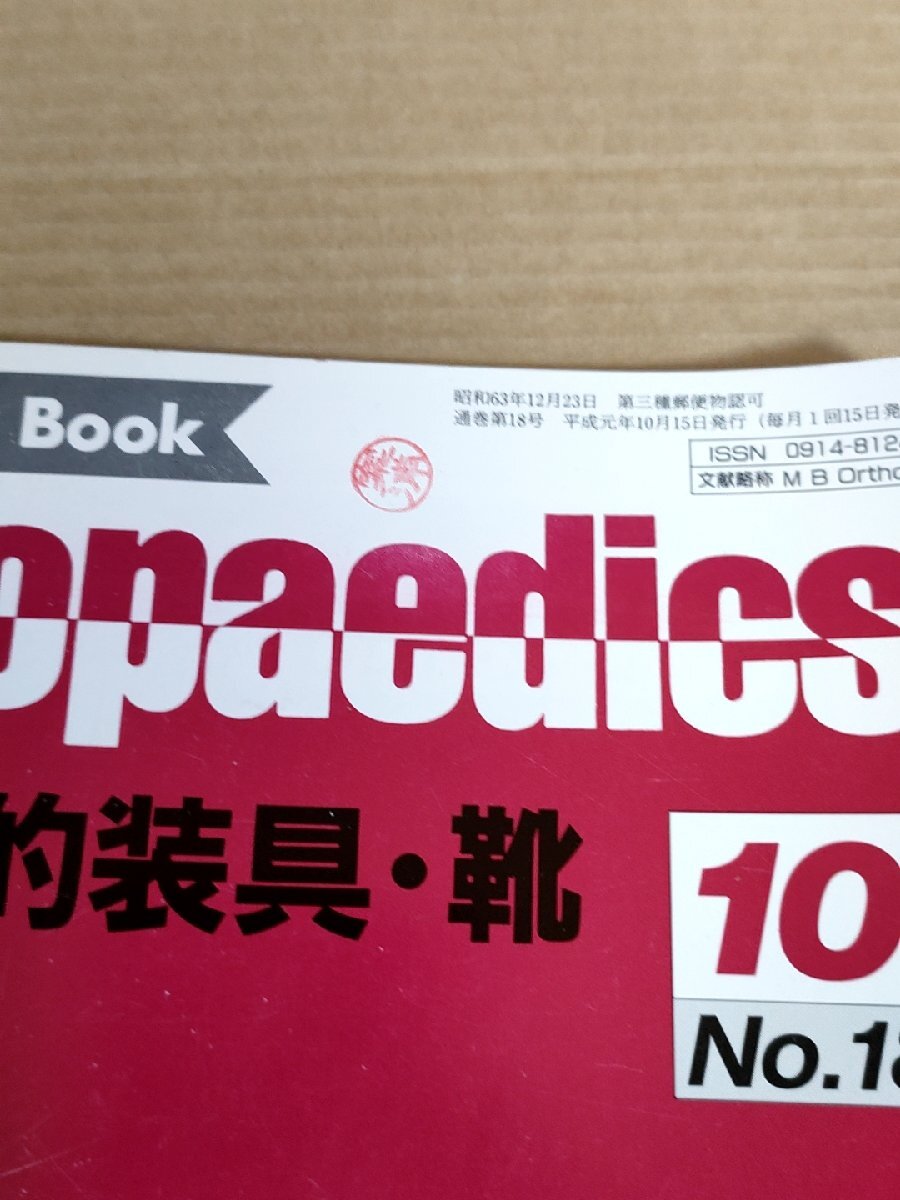 Book
昭和63年12月23日 第三種郵便物認可
通巻第18号 平成元年10月15日発行(毎月1回15日発
ISSN 0914-812
文献略称 M B Ortho
opaedics
的装具・靴
10
No.18